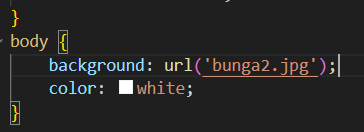 }
body {
    background: url('bunga2.jpg');
    color: white;
}